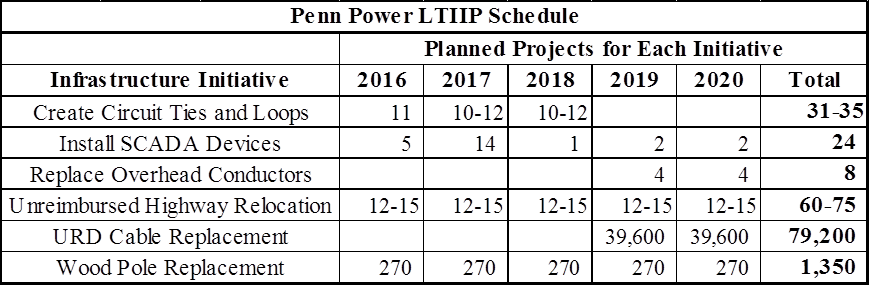 Penn Power LTIIP Schedule
Planned Projects for Each Initiative
Infrastructure Initiative 2016 2017 2018 2019 2020 Total
Create Circuit Ties and Loops 11 10-12 10-12 31-35
Install SCADA Devices 5 14 1 2 2 24
Replace Overhead Conductors 4 4 8
Unreimbursed Highway Relocation 12-15 12-15 12-15 12-15 12-15 60-75
URD Cable Replacement 39,600 39,600 79,200
Wood Pole Replacement 270 270 270 270 270 1,350